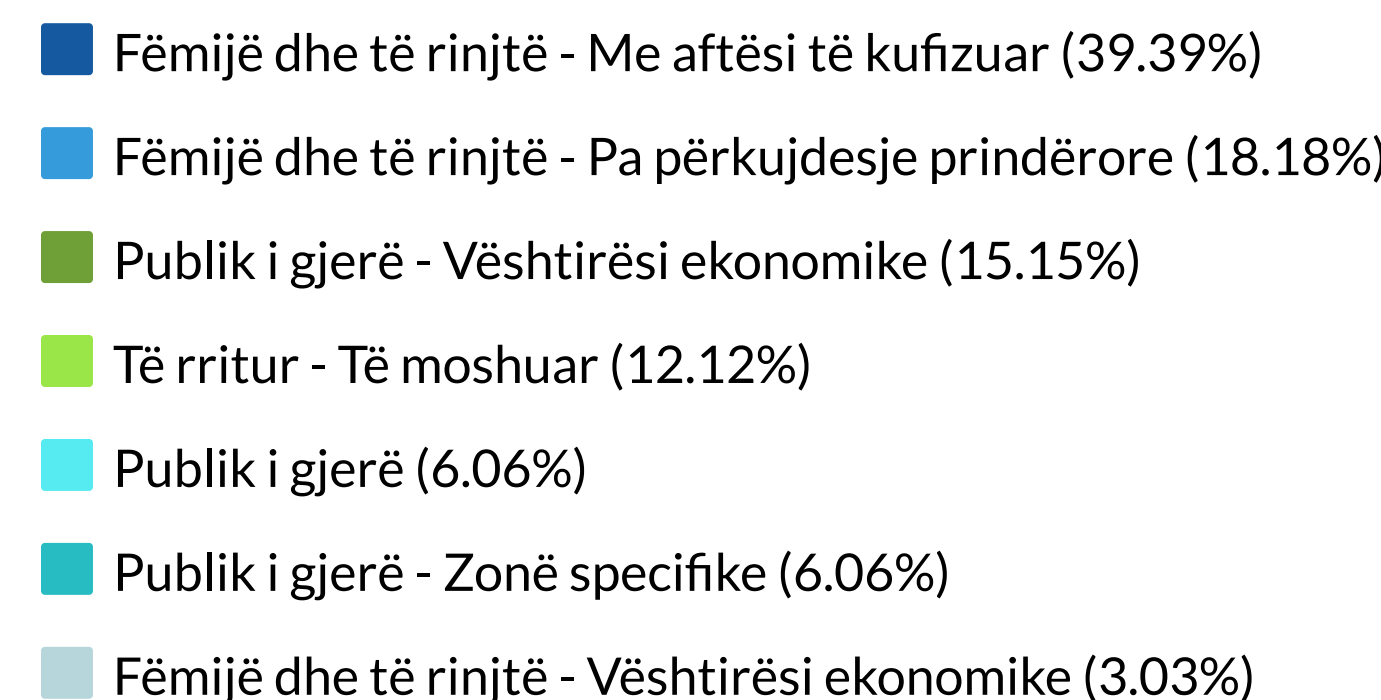 Fëmijë dhe të rinjtë - Me aftësi të kufizuar (39.39%)
Fëmijë dhe të rinjtë - Pa përkujdesje prindërore (18.18%)
Publik i gjerë - Vështirësi ekonomike (15.15%)
Të rritur - Të moshuar (12.12%)
Publik i gjerë (6.06%)
Publik i gjerë - Zonë specifike (6.06%)
Fëmijë dhe të rinjtë - Vështirësi ekonomike (3.03%)